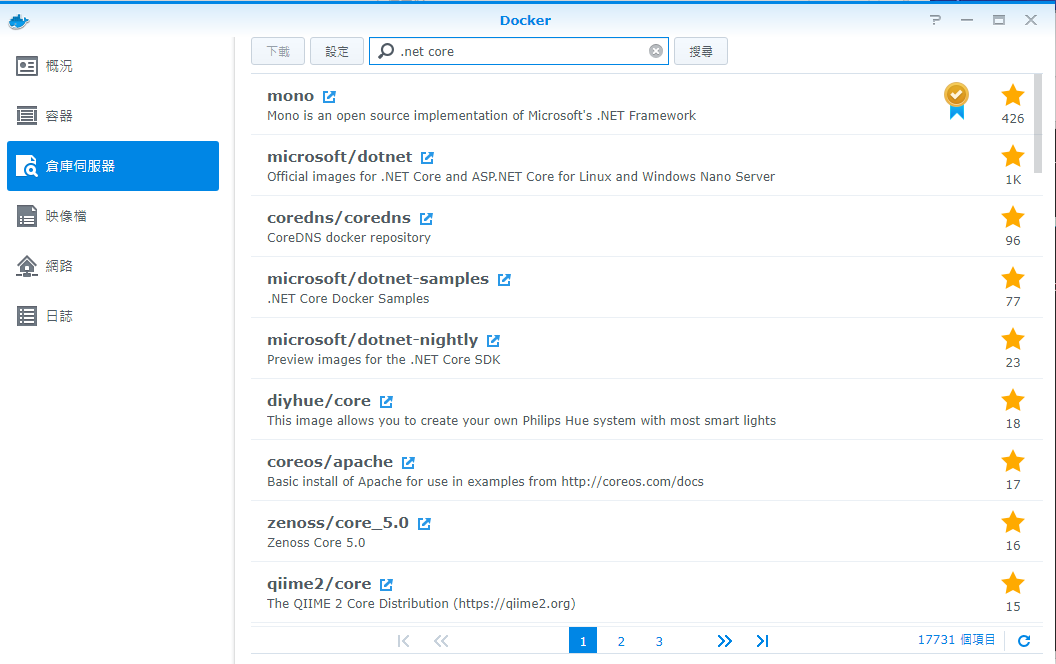 Docker
概況
容器
倉庫伺服器
映像檔
網路
日誌
下載 設定 .net core 搜尋
mono
Mono is an open source implementation of Microsoft's .NET Framework
426
microsoft/dotnet
Official images for .NET Core and ASP.NET Core for Linux and Windows Nano Server
1K
coredns/coredns
CoreDNS docker repository
96
microsoft/dotnet-samples
.NET Core Docker Samples
77
microsoft/dotnet-nightly
Preview images for the .NET Core SDK
23
diyhue/core
This image allows you to create your own Philips Hue system with most smart lights
18
coreos/apache
Basic install of Apache for use in examples from http://coreos.com/docs
17
zenoss/core_5.0
Zenoss Core 5.0
16
qiime2/core
The QIIME 2 Core Distribution (https://qiime2.org)
15
1 2 3 17731 個項目